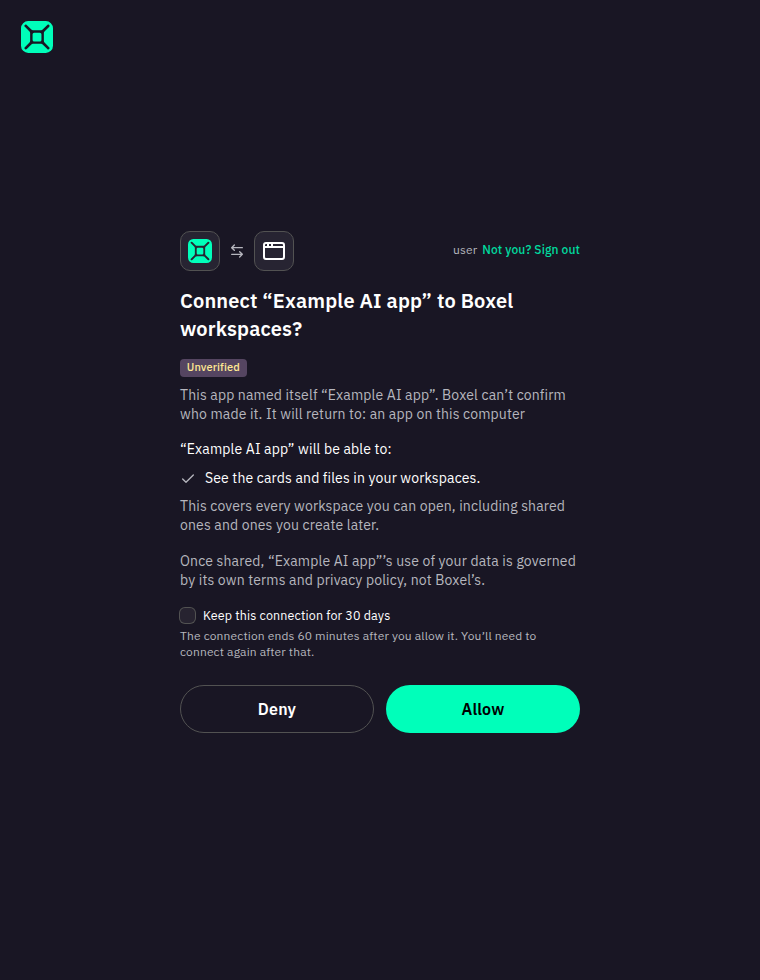 user Not you? Sign out
Connect “Example AI app” to Boxel
workspaces?
Unverified
This app named itself “Example AI app”. Boxel can’t confirm
who made it. It will return to: an app on this computer
“Example AI app” will be able to:
See the cards and files in your workspaces.
This covers every workspace you can open, including shared
ones and ones you create later.
Once shared, “Example AI app”’s use of your data is governed
by its own terms and privacy policy, not Boxel’s.
Keep this connection for 30 days
The connection ends 60 minutes after you allow it. You’ll need to
connect again after that.
Deny
Allow